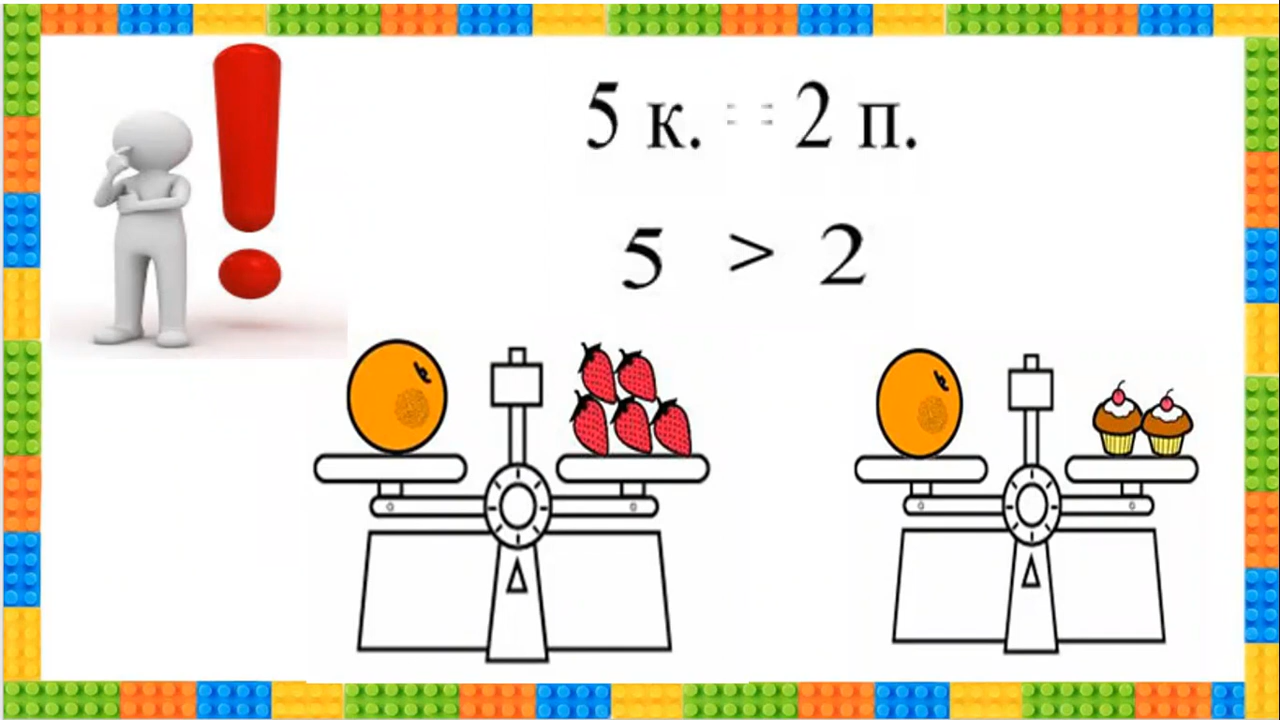 5 к. = = 2 п.
5 > 2